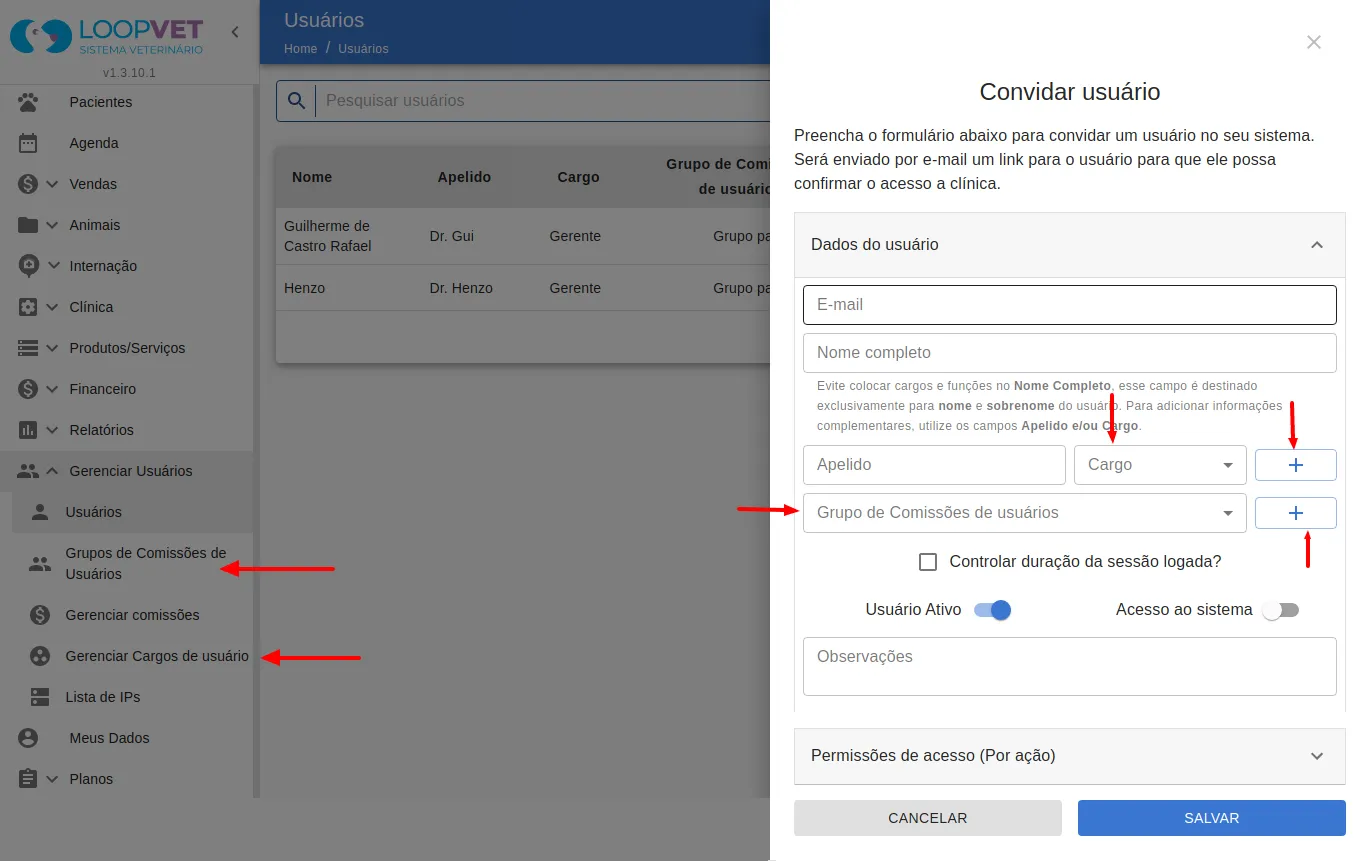 LOOPVET
SISTEMA VETERINÁRIO
v1.3.10.1
Pacientes
Agenda
Vendas
Animais
Internação
Clínica
Produtos/Serviços
Financeiro
Relatórios
Gerenciar Usuários
Usuários
Grupos de Comissões de
Usuários
Gerenciar comissões
Gerenciar Cargos de usuário
Lista de IPs
Meus Dados
Planos
Usuários
Home / Usuários
Pesquisar usuários
Nome Apelido Cargo Grupo de Comi
de usuário
Guilherme de
Castro Rafael
Dr. Gui Gerente Grupo pa
Henzo Dr. Henzo Gerente Grupo pa
Convidar usuário
Preencha o formulário abaixo para convidar um usuário no seu sistema.
Será enviado por e-mail um link para o usuário para que ele possa
confirmar o acesso a clínica.
Dados do usuário
E-mail
Nome completo
Evite colocar cargos e funções no Nome Completo, esse campo é destinado
exclusivamente para nome e sobrenome do usuário. Para adicionar informações
complementares, utilize os campos Apelido e/ou Cargo.
Apelido Cargo +
Grupo de Comissões de usuários +
Controlar duração da sessão logada?
Usuário Ativo Acesso ao sistema
Observações
Permissões de acesso (Por ação)
CANCELAR SALVAR